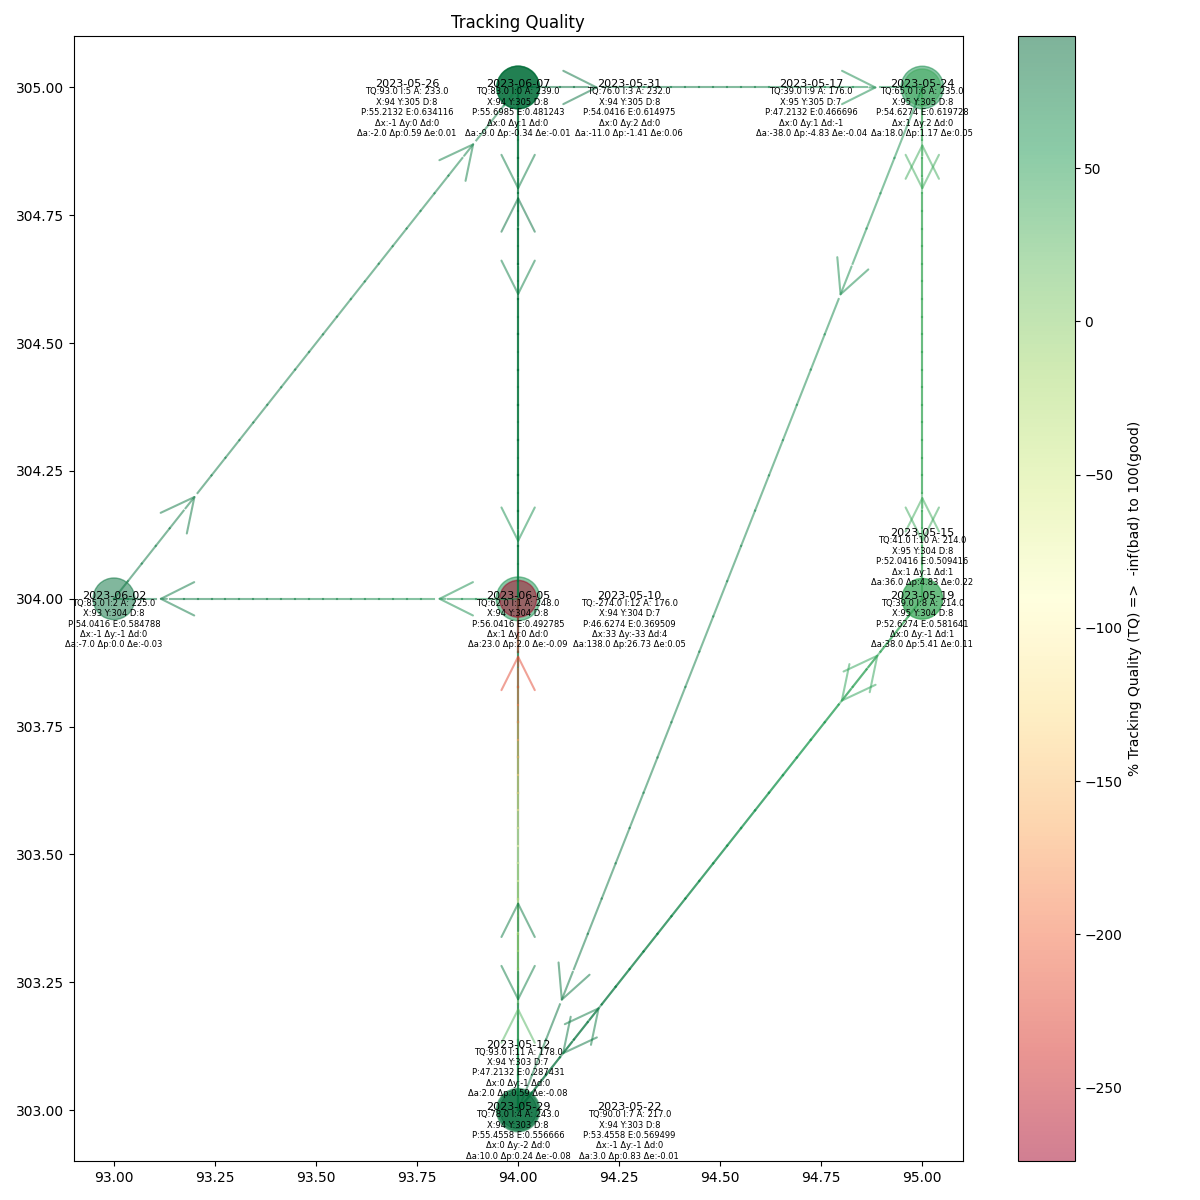 Tracking Quality
305.00
304.75
304.50
304.25
304.00
303.75
303.50
303.25
303.00
2023-05-26
TQ:93.0 I:5 A: 233.0
X:94 Y:305 D:8
P:55.2132 E:0.634116
Δx:-1 Δy:0 Δd:0
Δa:-2.0 Δp:0.59 Δe:0.01
2023-06-07
X:94 Y:305 D:8
P:55.6985 E:0.481243
Δx:0 Δy:1 Δd:0
Δa:-9.0 Δp:-0.34 Δe:-0.01
2023-05-31
TQ:76.0 I:3 A: 232.0
X:94 Y:305 D:8
P:54.0416 E:0.614975
Δx:0 Δy:2 Δd:0
Δa:-11.0 Δp:-1.41 Δe:0.06
2023-05-17
TQ:39.0 I:9 A: 176.0
X:95 Y:305 D:7
P:47.2132 E:0.466696
Δx:0 Δy:1 Δd:-1
Δa:-38.0 Δp:-4.83 Δe:-0.04
2023-05-24
TQ:65.0 I:6 A: 235.0
X:95 Y:305 D:8
P:54.6274 E:0.619728
Δx:1 Δy:2 Δd:0
Δa:18.0 Δp:1.17 Δe:0.05
2023-05-15
TQ:41.0 I:10 A: 214.0
X:95 Y:304 D:8
P:52.0416 E:0.509416
Δx:1 Δy:1 Δd:1
Δa:36.0 Δp:4.83 Δe:0.22
2023-06-02
TQ:85.0 I:2 A: 225.0
X:93 Y:304 D:8
P:54.0416 E:0.584788
Δx:-1 Δy:-1 Δd:0
Δa:-7.0 Δp:0.0 Δe:-0.03
2023-06-05
TQ:62.0 I:1 A: 248.0
X:94 Y:304 D:8
P:56.0416 E:0.492785
Δx:1 Δy:0 Δd:0
Δa:23.0 Δp:2.0 Δe:-0.09
2023-05-10
TQ:-274.0 I:12 A: 176.0
X:94 Y:304 D:7
P:46.6274 E:0.369509
Δx:33 Δy:-33 Δd:4
Δa:138.0 Δp:26.73 Δe:0.05
2023-05-19
TQ:39.0 I:8 A: 214.0
X:95 Y:304 D:8
P:52.6274 E:0.581641
Δx:0 Δy:-1 Δd:1
Δa:38.0 Δp:5.41 Δe:0.11
2023-05-12
TQ:93.0 I:11 A: 178.0
X:94 Y:303 D:7
P:47.2132 E:0.287431
Δx:0 Δy:-1 Δd:0
Δa:2.0 Δp:0.59 Δe:-0.08
2023-05-29
TQ:78.0 I:4 A: 243.0
X:94 Y:303 D:8
P:55.4558 E:0.556666
Δx:0 Δy:-2 Δd:0
Δa:10.0 Δp:0.24 Δe:-0.08
2023-05-22
TQ:90.0 I:7 A: 217.0
X:94 Y:303 D:8
P:53.4558 E:0.569499
Δx:-1 Δy:-1 Δd:0
Δa:3.0 Δp:0.83 Δe:-0.01
93.00 93.25 93.50 93.75 94.00 94.25 94.50 94.75 95.00
50
0
−50
−100
−150
−200
−250
% Tracking Quality (TQ) => -inf(bad) to 100(good)